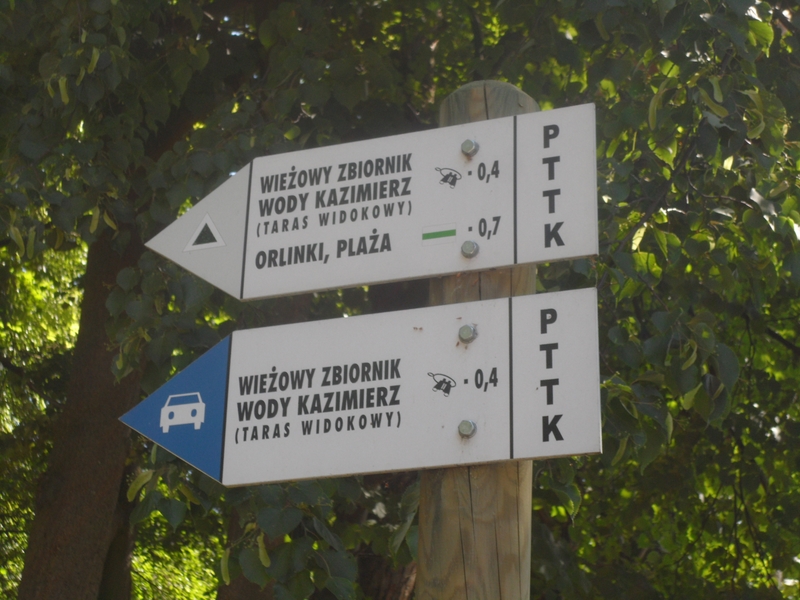 WIEŻOWY ZBIORNIK
WODY KAZIMIERZ · 0,4
(TARAS WIDOKOWY)
ORLINKI, PLAŻA · 0,7
PTTK
WIEŻOWY ZBIORNIK
WODY KAZIMIERZ · 0,4
(TARAS WIDOKOWY)
PTTK